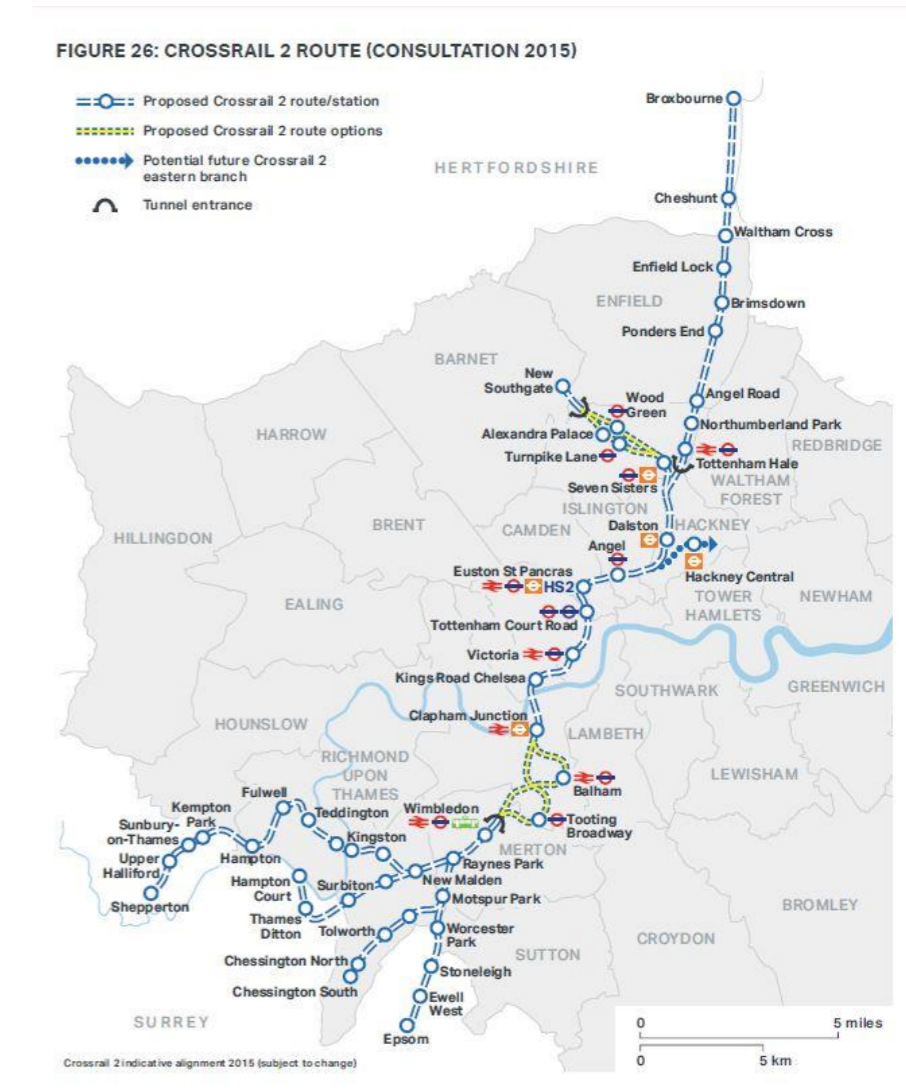 FIGURE 26: CROSSRAIL 2 ROUTE (CONSULTATION 2015)
Proposed Crossrail 2 route/station
Proposed Crossrail 2 route options
Potential future Crossrail 2
eastern branch
Tunnel entrance
Broxbourne
HERTFORDSHIRE
Cheshunt
Waltham Cross
Enfield Lock
ENFIELD
Brimsdown
Ponders End
BARNET
New
Southgate
Wood
Green
Angel Road
Alexandra Palace
Northumberland Park
HARROW
Turnpike Lane
REDBRIDGE
Tottenham Hale
Seven Sisters
WALTHAM
FOREST
ISLINGTON
HILLINGDON
BRENT
CAMDEN
Dalston
HACKNEY
Angel
Euston St Pancras
HS2
Hackney Central
EALING
TOWER
HAMLETS
NEWHAM
Tottenham Court Road
Victoria
Kings Road Chelsea
SOUTHWARK
GREENWICH
Clapham Junction
HOUNSLOW
LAMBETH
RICHMOND
UPON
THAMES
LEWISHAM
Balham
Fulwell
Kempton
Park
Teddington
Wimbledon
Tooting
Broadway
Sunbury-
on-Thames
Kingston
MERTON
Upper
Halliford
Hampton
Raynes Park
Hampton
Court
Surbiton
New Malden
Shepperton
Motspur Park
BROMLEY
Thames
Ditton
Tolworth
Worcester
Park
CROYDON
SUTTON
Chessington North
Stoneleigh
Chessington South
Ewell
West
SURREY
Epsom
0
5 miles
0
5 km
Crossrail 2 indicative alignment 2015 (subject to change)